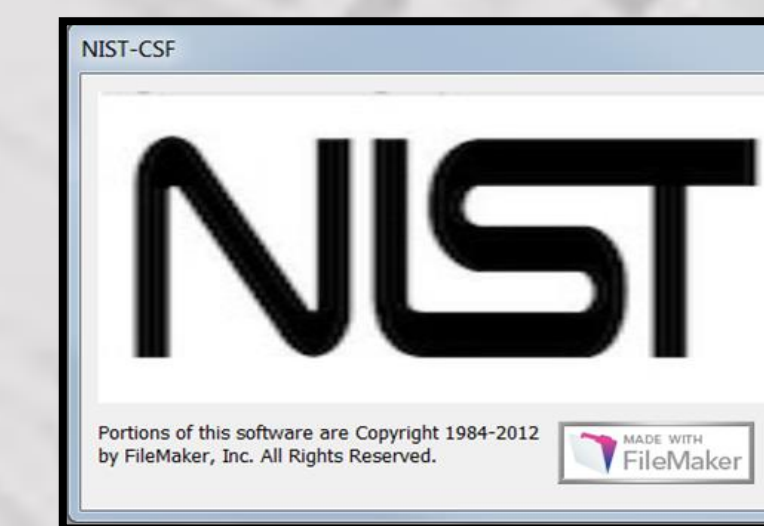 NIST-CSF
NIST
Portions of this software are Copyright 1984-2012
by FileMaker, Inc. All Rights Reserved.
MADE WITH
FileMaker